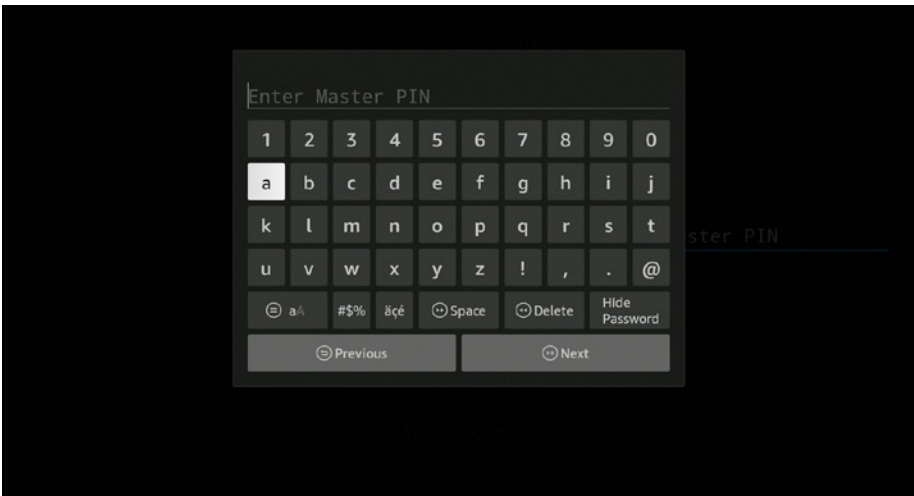 Enter Master PIN
1 2 3 4 5 6 7 8 9 0
a b c d e f g h i j
k l m n o p q r s t
ster PIN
u v w x y z ! , . @
aA #$% äçé Space Delete Hide Password
Previous Next